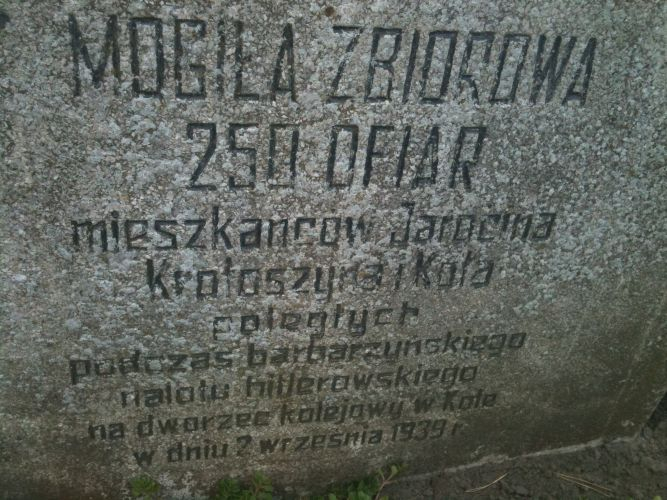 MOGIŁA ZBIOROWA
250 OFIAR
mieszkańcow Jarocina
Krotoszyna i Koła
poległych
podczas barbarzyńskiego
nalotu hitlerowskiego
na dworzec kolejowy w Kole
w dniu 2 września 1939 r